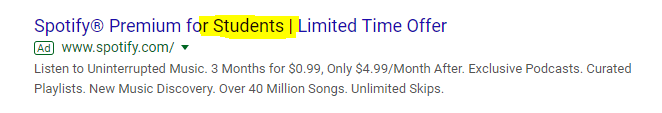 Spotify® Premium for Students | Limited Time Offer
Ad www.spotify.com/
Listen to Uninterrupted Music. 3 Months for $0.99, Only $4.99/Month After. Exclusive Podcasts. Curated
Playlists. New Music Discovery. Over 40 Million Songs. Unlimited Skips.